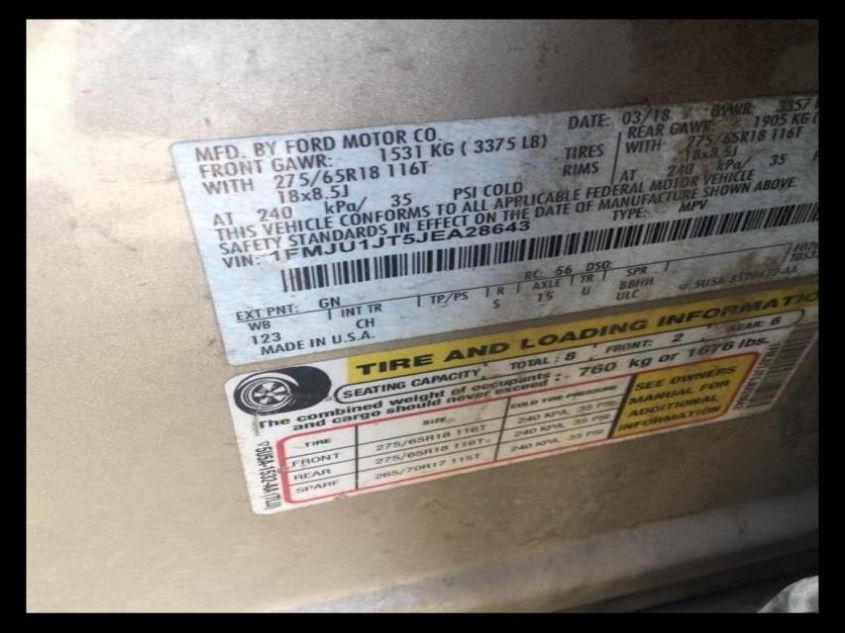 MFD. BY FORD MOTOR CO.
DATE: 03/18 GVWR: 3357
FRONT GAWR: 1531 KG ( 3375 LB)
REAR GAWR: 1905 KG (
WITH 275/65R18 116T TIRES WITH 275/65R18 116T
18x8.5J RIMS 18x8.5J
AT 240 kPa/ 35 PSI COLD AT 240 kPa/ 35
THIS VEHICLE CONFORMS TO ALL APPLICABLE FEDERAL MOTOR VEHICLE
SAFETY STANDARDS IN EFFECT ON THE DATE OF MANUFACTURE SHOWN ABOVE
VIN: 1FMJU1JT5JEA28643 TYPE: MPV
EXT PNT: GN RC: 56 DSO:
WB INT TR TP/PS R AXLE TR SPR
123 CH S 15 U BBHH
MADE IN U.S.A. ULC
TIRE AND LOADING INFORMATIO
SEATING CAPACITY TOTAL : 8 FRONT: 2 REAR: 6
The combined weight of occupants
and cargo should never exceed : 760 kg or 1676 lbs.
TIRE SIZE COLD TIRE PRESSURE
FRONT 275/65R18 116T 240 KPA, 35 PSI
REAR 275/65R18 116T 240 KPA, 35 PSI
SPARE 265/70R17 115T 240 KPA, 35 PSI
SEE OWNERS
MANUAL FOR
ADDITIONAL
INFORMATION